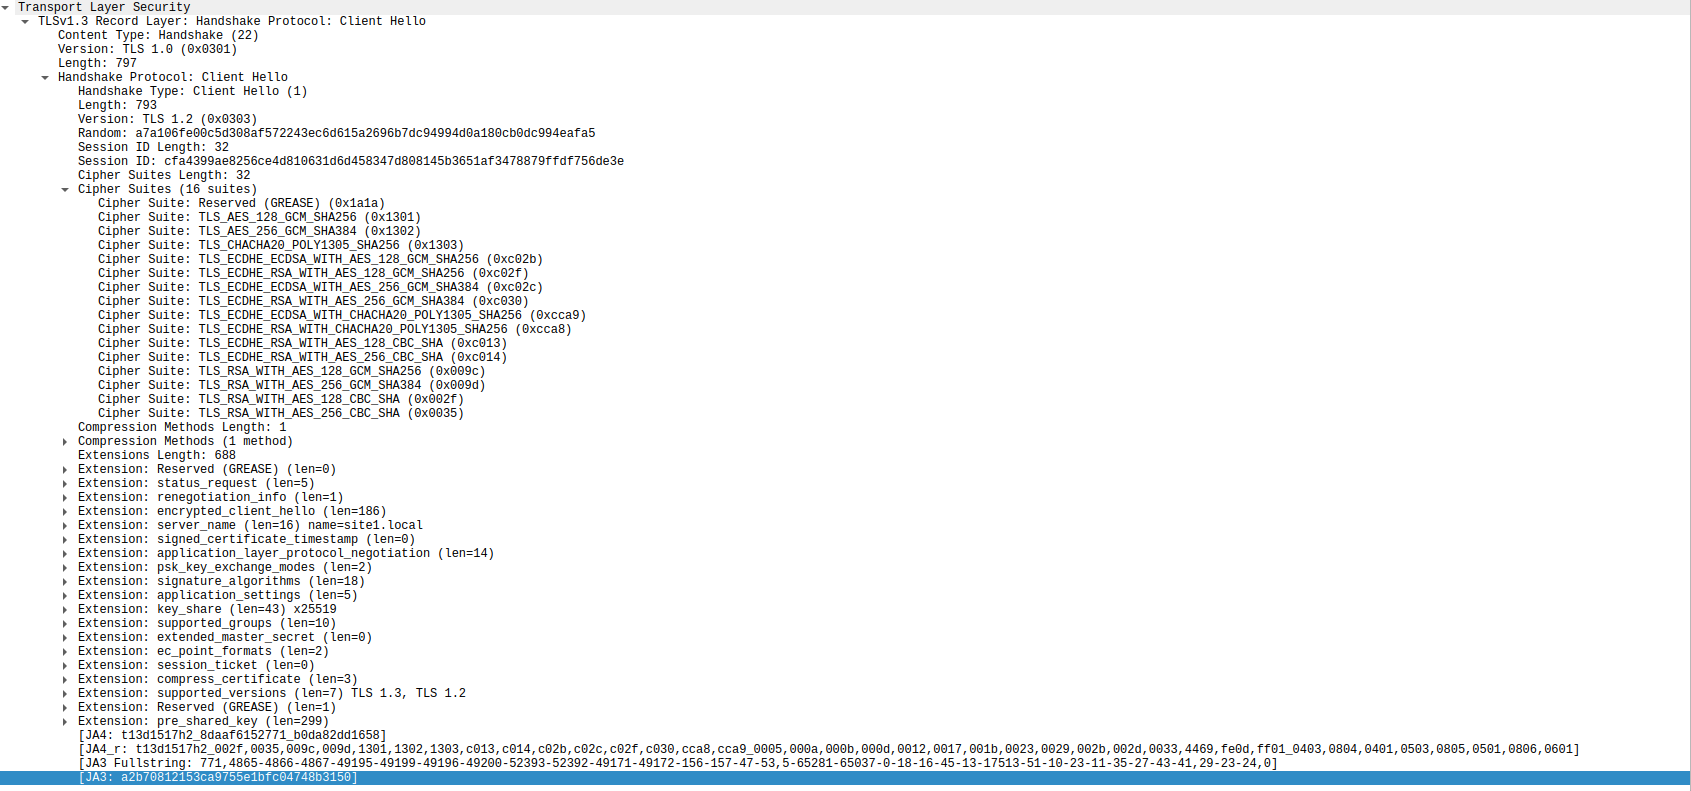 Transport Layer Security
TLSv1.3 Record Layer: Handshake Protocol: Client Hello
Content Type: Handshake (22)
Version: TLS 1.0 (0x0301)
Length: 797
Handshake Protocol: Client Hello
Handshake Type: Client Hello (1)
Length: 793
Version: TLS 1.2 (0x0303)
Random: a7a106fe00c5d308af572243ec6d615a2696b7dc94994d0a180cb0dc994eafa5
Session ID Length: 32
Session ID: cfa4399ae8256ce4d810631d6d458347d808145b3651af3478879ffdf756de3e
Cipher Suites Length: 32
Cipher Suites (16 suites)
Cipher Suite: Reserved (GREASE) (0x1a1a)
Cipher Suite: TLS_AES_128_GCM_SHA256 (0x1301)
Cipher Suite: TLS_AES_256_GCM_SHA384 (0x1302)
Cipher Suite: TLS_CHACHA20_POLY1305_SHA256 (0x1303)
Cipher Suite: TLS_ECDHE_ECDSA_WITH_AES_128_GCM_SHA256 (0xc02b)
Cipher Suite: TLS_ECDHE_RSA_WITH_AES_128_GCM_SHA256 (0xc02f)
Cipher Suite: TLS_ECDHE_ECDSA_WITH_AES_256_GCM_SHA384 (0xc02c)
Cipher Suite: TLS_ECDHE_RSA_WITH_AES_256_GCM_SHA384 (0xc030)
Cipher Suite: TLS_ECDHE_ECDSA_WITH_CHACHA20_POLY1305_SHA256 (0xcca9)
Cipher Suite: TLS_ECDHE_RSA_WITH_CHACHA20_POLY1305_SHA256 (0xcca8)
Cipher Suite: TLS_ECDHE_RSA_WITH_AES_128_CBC_SHA (0xc013)
Cipher Suite: TLS_ECDHE_RSA_WITH_AES_256_CBC_SHA (0xc014)
Cipher Suite: TLS_RSA_WITH_AES_128_GCM_SHA256 (0x009c)
Cipher Suite: TLS_RSA_WITH_AES_256_GCM_SHA384 (0x009d)
Cipher Suite: TLS_RSA_WITH_AES_128_CBC_SHA (0x002f)
Cipher Suite: TLS_RSA_WITH_AES_256_CBC_SHA (0x0035)
Compression Methods Length: 1
Compression Methods (1 method)
Extensions Length: 688
Extension: Reserved (GREASE) (len=0)
Extension: status_request (len=5)
Extension: renegotiation_info (len=1)
Extension: encrypted_client_hello (len=186)
Extension: server_name (len=16) name=site1.local
Extension: signed_certificate_timestamp (len=0)
Extension: application_layer_protocol_negotiation (len=14)
Extension: psk_key_exchange_modes (len=2)
Extension: signature_algorithms (len=18)
Extension: application_settings (len=5)
Extension: key_share (len=43) x25519
Extension: supported_groups (len=10)
Extension: extended_master_secret (len=0)
Extension: ec_point_formats (len=2)
Extension: session_ticket (len=0)
Extension: compress_certificate (len=3)
Extension: supported_versions (len=7) TLS 1.3, TLS 1.2
Extension: Reserved (GREASE) (len=1)
Extension: pre_shared_key (len=299)
[JA4: t13d1517h2_8daaf6152771_b0da82dd1658]
[JA4_r: t13d1517h2_002f,0035,009c,009d,1301,1302,1303,c013,c014,c02b,c02c,c02f,c030,cca8,cca9_0005,000a,000b,000d,0012,0017,001b,0023,0029,002b,002d,0033,4469,fe0d,ff01_0403,0804,0401,0503,0805,0501,0806,0601]
[JA3 Fullstring: 771,4865-4866-4867-49195-49199-49196-49200-52393-52392-49171-49172-156-157-47-53,5-65281-65037-0-18-16-45-13-17513-51-10-23-11-35-27-43-41,29-23-24,0]
[JA3: a2b70812153ca9755e1bfc04748b3150]